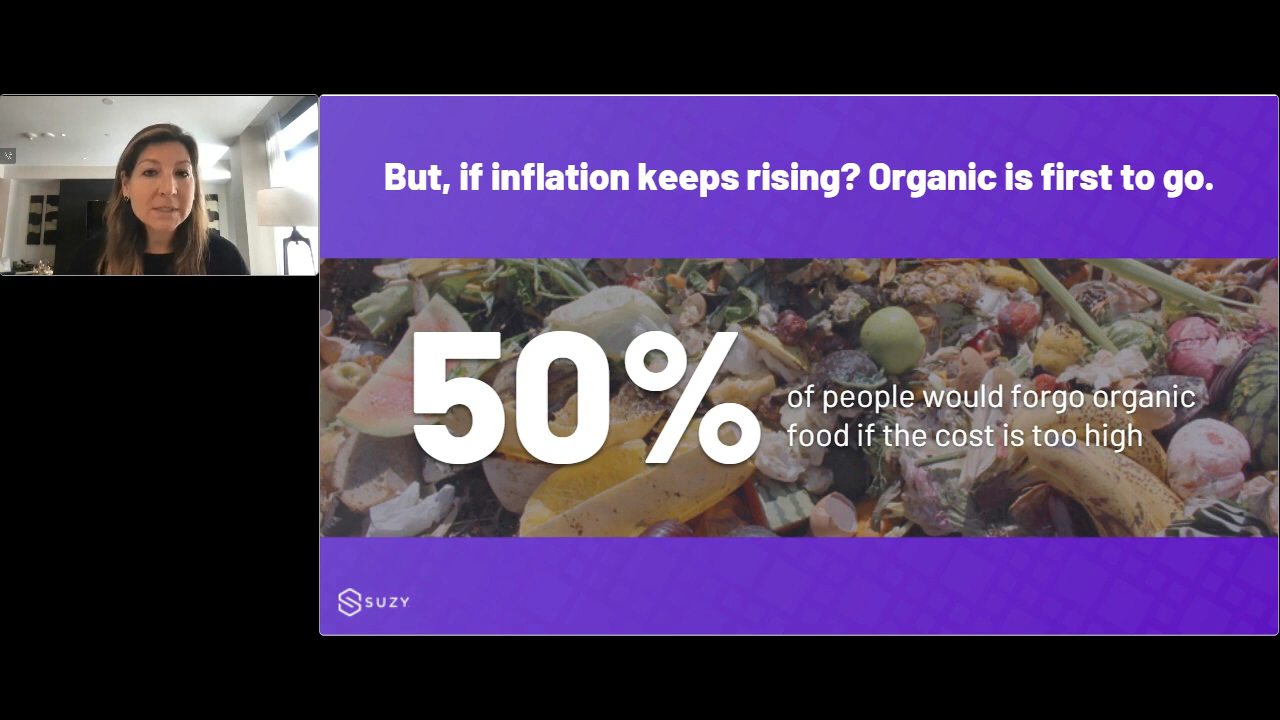 But, if inflation keeps rising? Organic is first to go.
50%
of people would forgo organic
food if the cost is too high
SUZY